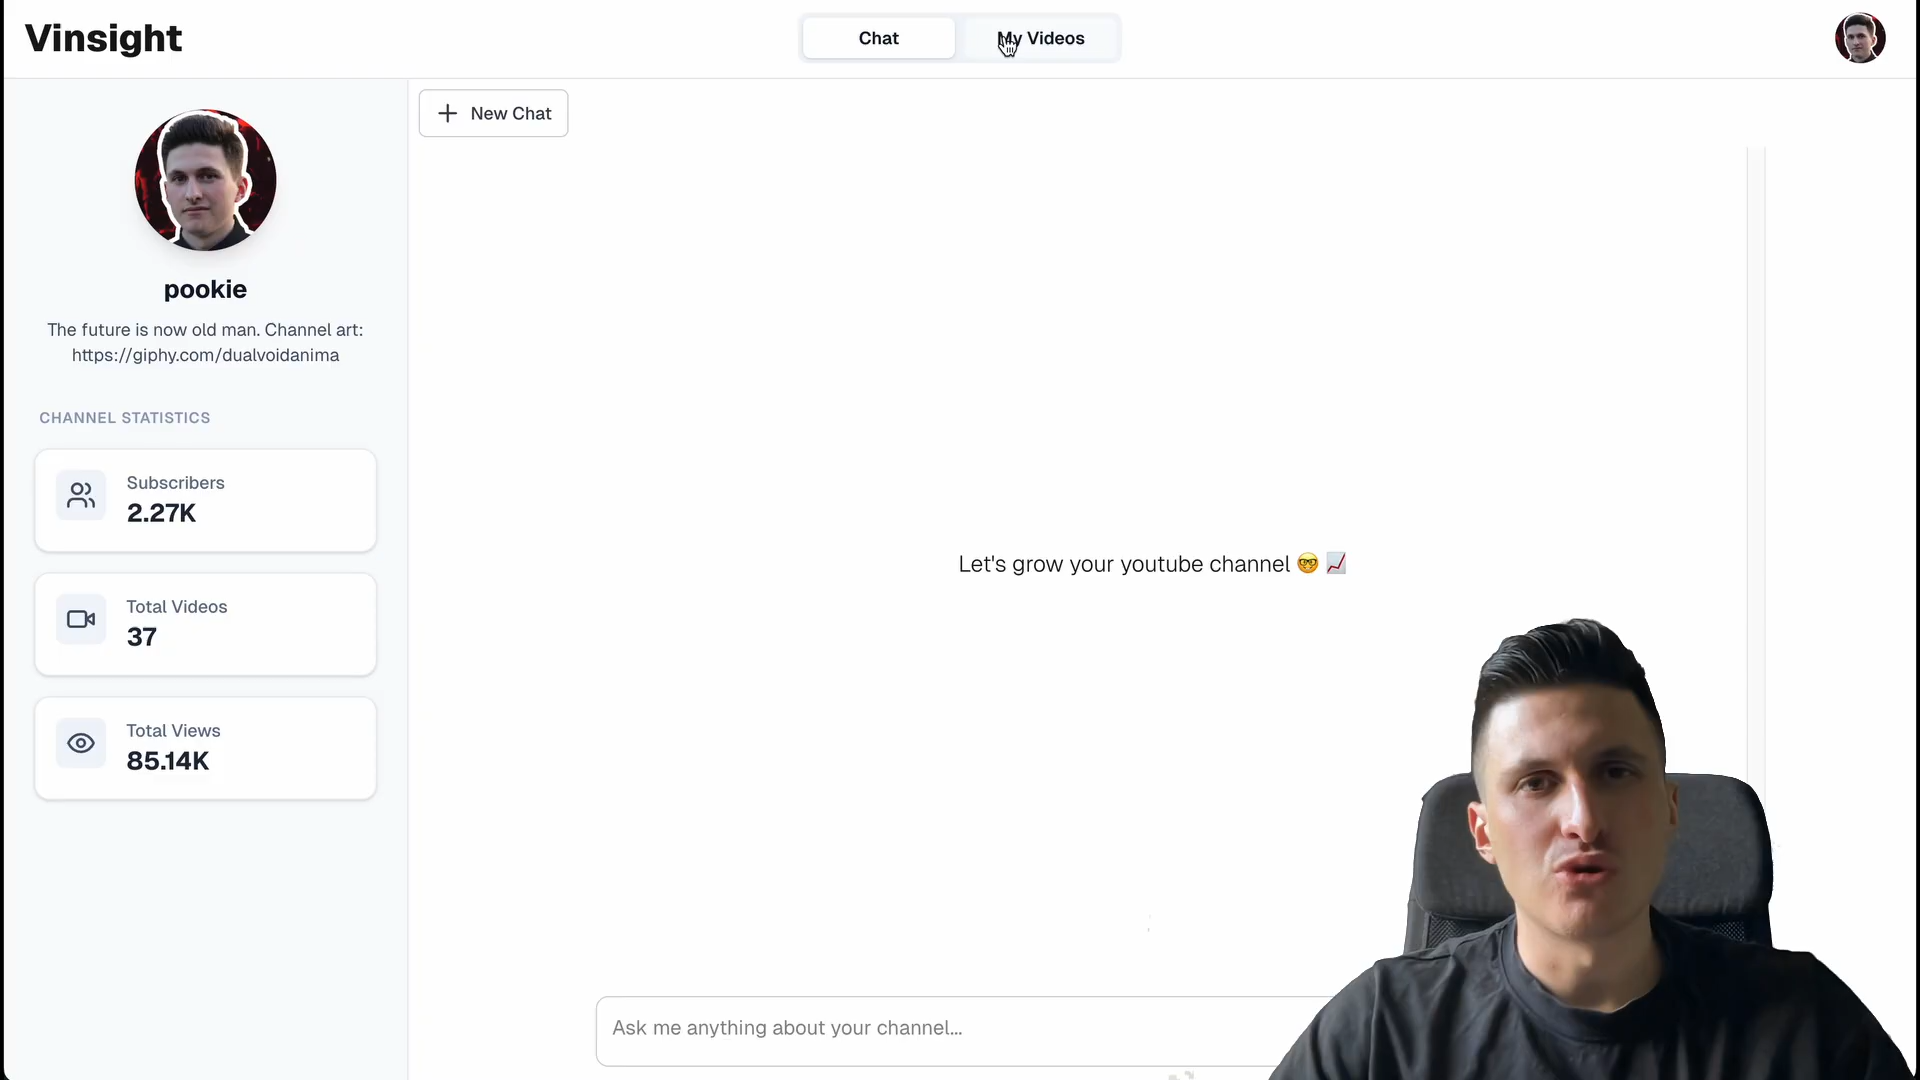 Vinsight
Chat
My Videos
New Chat
pookie
The future is now old man. Channel art:
https://giphy.com/dualvoidanima
CHANNEL STATISTICS
Subscribers
2.27K
Total Videos
37
Total Views
85.14K
Let's grow your youtube channel 🤓 📈
Ask me anything about your channel...